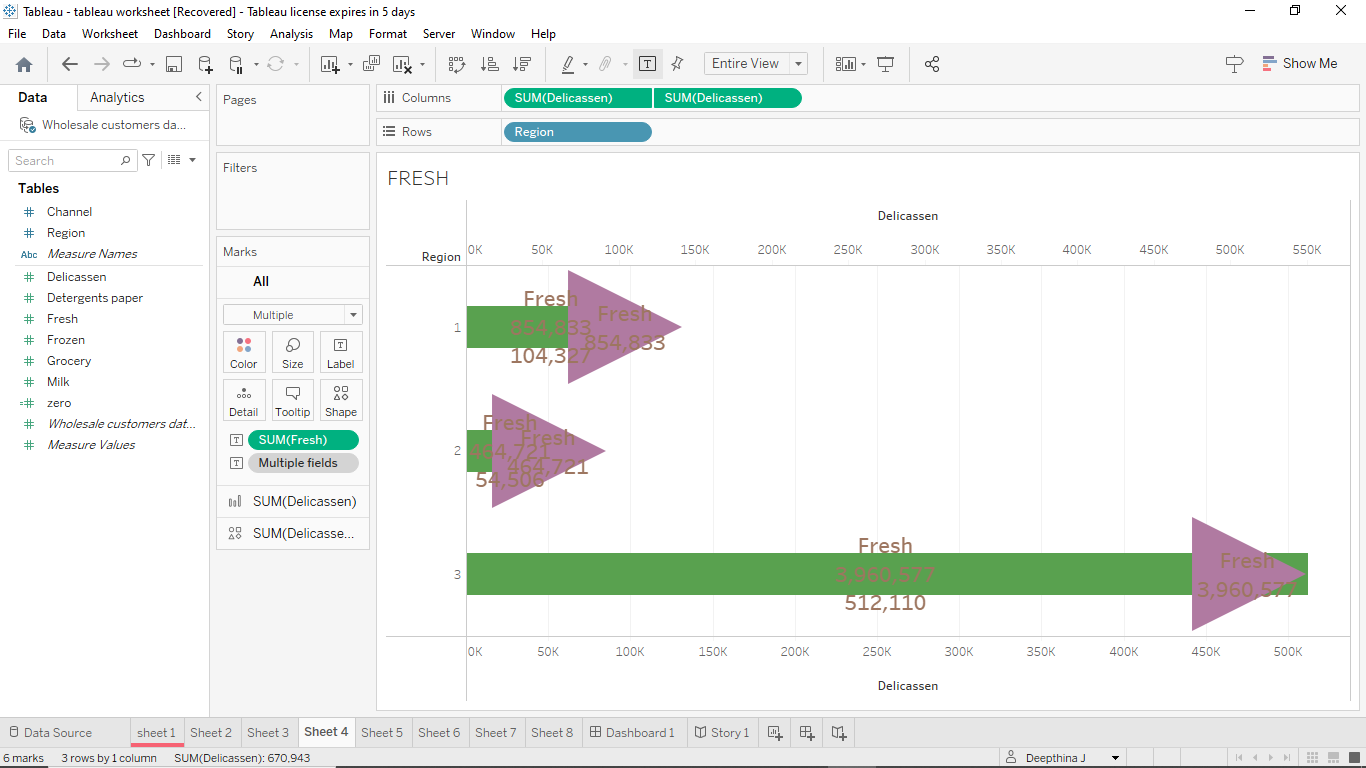 Tableau - tableau worksheet [Recovered] - Tableau license expires in 5 days
File Data Worksheet Dashboard Story Analysis Map Format Server Window Help
Entire View
Show Me
Data Analytics
Wholesale customers da...
Search
Tables
Channel
Region
Abc Measure Names
Delicassen
Detergents paper
Fresh
Frozen
Grocery
Milk
zero
Wholesale customers dat...
Measure Values
Pages
Filters
Marks
All
Multiple
Color Size Label
Detail Tooltip Shape
SUM(Fresh)
Multiple fields
SUM(Delicassen)
SUM(Delicasse...
Columns SUM(Delicassen) SUM(Delicassen)
Rows Region
FRESH
Delicassen
Region 0K 50K 100K 150K 200K 250K 300K 350K 400K 450K 500K 550K
1
Fresh
854,833
104,327
Fresh
854,833
2
Fresh
464,721
54,506
Fresh
464,721
3
Fresh
3,960,577
512,110
Fresh
3,960,577
0K 50K 100K 150K 200K 250K 300K 350K 400K 450K 500K
Delicassen
Data Source sheet 1 Sheet 2 Sheet 3 Sheet 4 Sheet 5 Sheet 6 Sheet 7 Sheet 8 Dashboard 1 Story 1
6 marks 3 rows by 1 column SUM(Delicassen): 670,943 Deepthina J